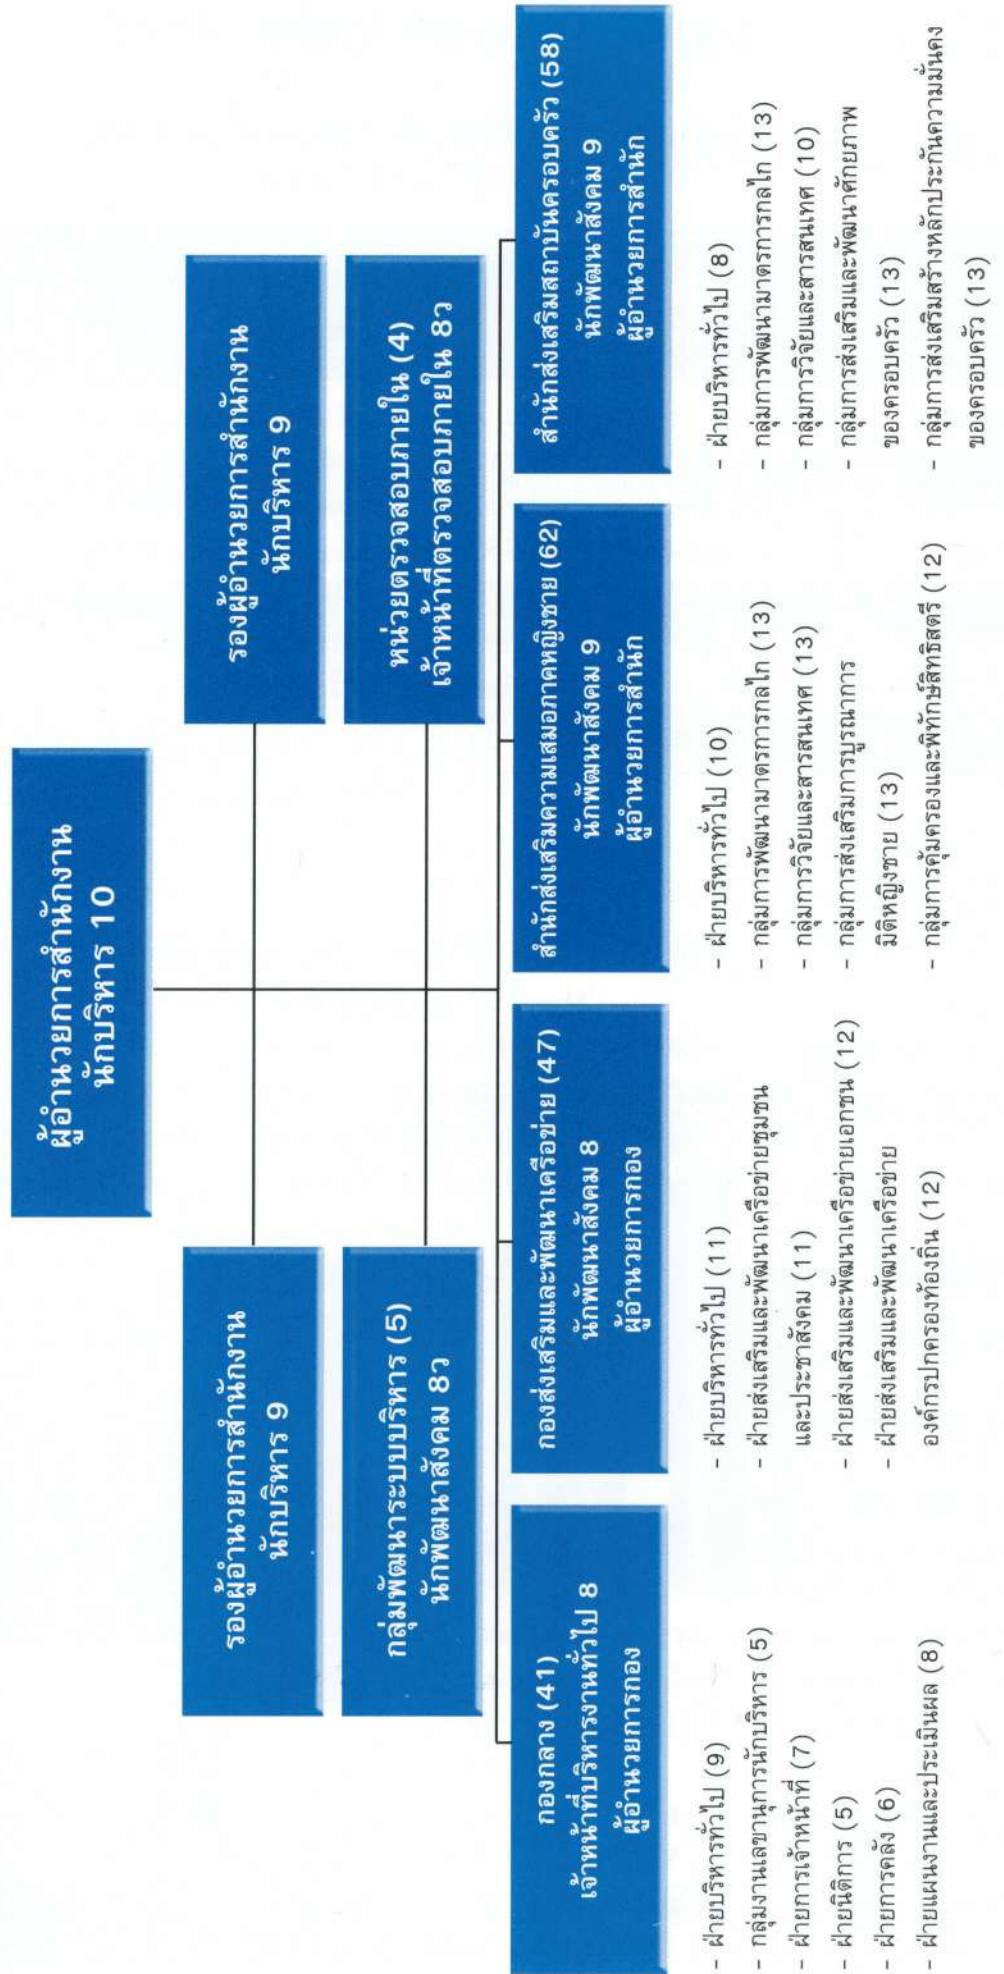 ผู้อำนวยการสำนักงาน
นักบริหาร 10
รองผู้อำนวยการสำนักงาน
นักบริหาร 9
รองผู้อำนวยการสำนักงาน
นักบริหาร 9
กลุ่มพัฒนาระบบบริหาร (5)
นักพัฒนาสังคม 8ว
หน่วยตรวจสอบภายใน (4)
เจ้าหน้าที่ตรวจสอบภายใน 8ว
กองกลาง (41)
เจ้าหน้าที่บริหารงานทั่วไป 8
ผู้อำนวยการกอง
- ฝ่ายบริหารทั่วไป (9)
- กลุ่มงานเลขานุการนักบริหาร (5)
- ฝ่ายการเจ้าหน้าที่ (7)
- ฝ่ายนิติการ (5)
- ฝ่ายการคลัง (6)
- ฝ่ายแผนงานและประเมินผล (8)
กองส่งเสริมและพัฒนาเครือข่าย (47)
นักพัฒนาสังคม 8
ผู้อำนวยการกอง
- ฝ่ายบริหารทั่วไป (11)
- ฝ่ายส่งเสริมและพัฒนาเครือข่ายชุมชน
และประชาสังคม (11)
- ฝ่ายส่งเสริมและพัฒนาเครือข่ายเอกชน (12)
- ฝ่ายส่งเสริมและพัฒนาเครือข่าย
องค์กรปกครองท้องถิ่น (12)
สำนักส่งเสริมความเสมอภาคหญิงชาย (62)
นักพัฒนาสังคม 9
ผู้อำนวยการสำนัก
- ฝ่ายบริหารทั่วไป (10)
- กลุ่มการพัฒนามาตรการกลไก (13)
- กลุ่มการวิจัยและสารสนเทศ (13)
- กลุ่มการส่งเสริมการบูรณาการ
มิติหญิงชาย (13)
- กลุ่มการคุ้มครองและพิทักษ์สิทธิสตรี (12)
สำนักส่งเสริมสถาบันครอบครัว (58)
นักพัฒนาสังคม 9
ผู้อำนวยการสำนัก
- ฝ่ายบริหารทั่วไป (8)
- กลุ่มการพัฒนามาตรการกลไก (13)
- กลุ่มการวิจัยและสารสนเทศ (10)
- กลุ่มการส่งเสริมและพัฒนาศักยภาพ
ของครอบครัว (13)
- กลุ่มการส่งเสริมสร้างหลักประกันความมั่นคง
ของครอบครัว (13)